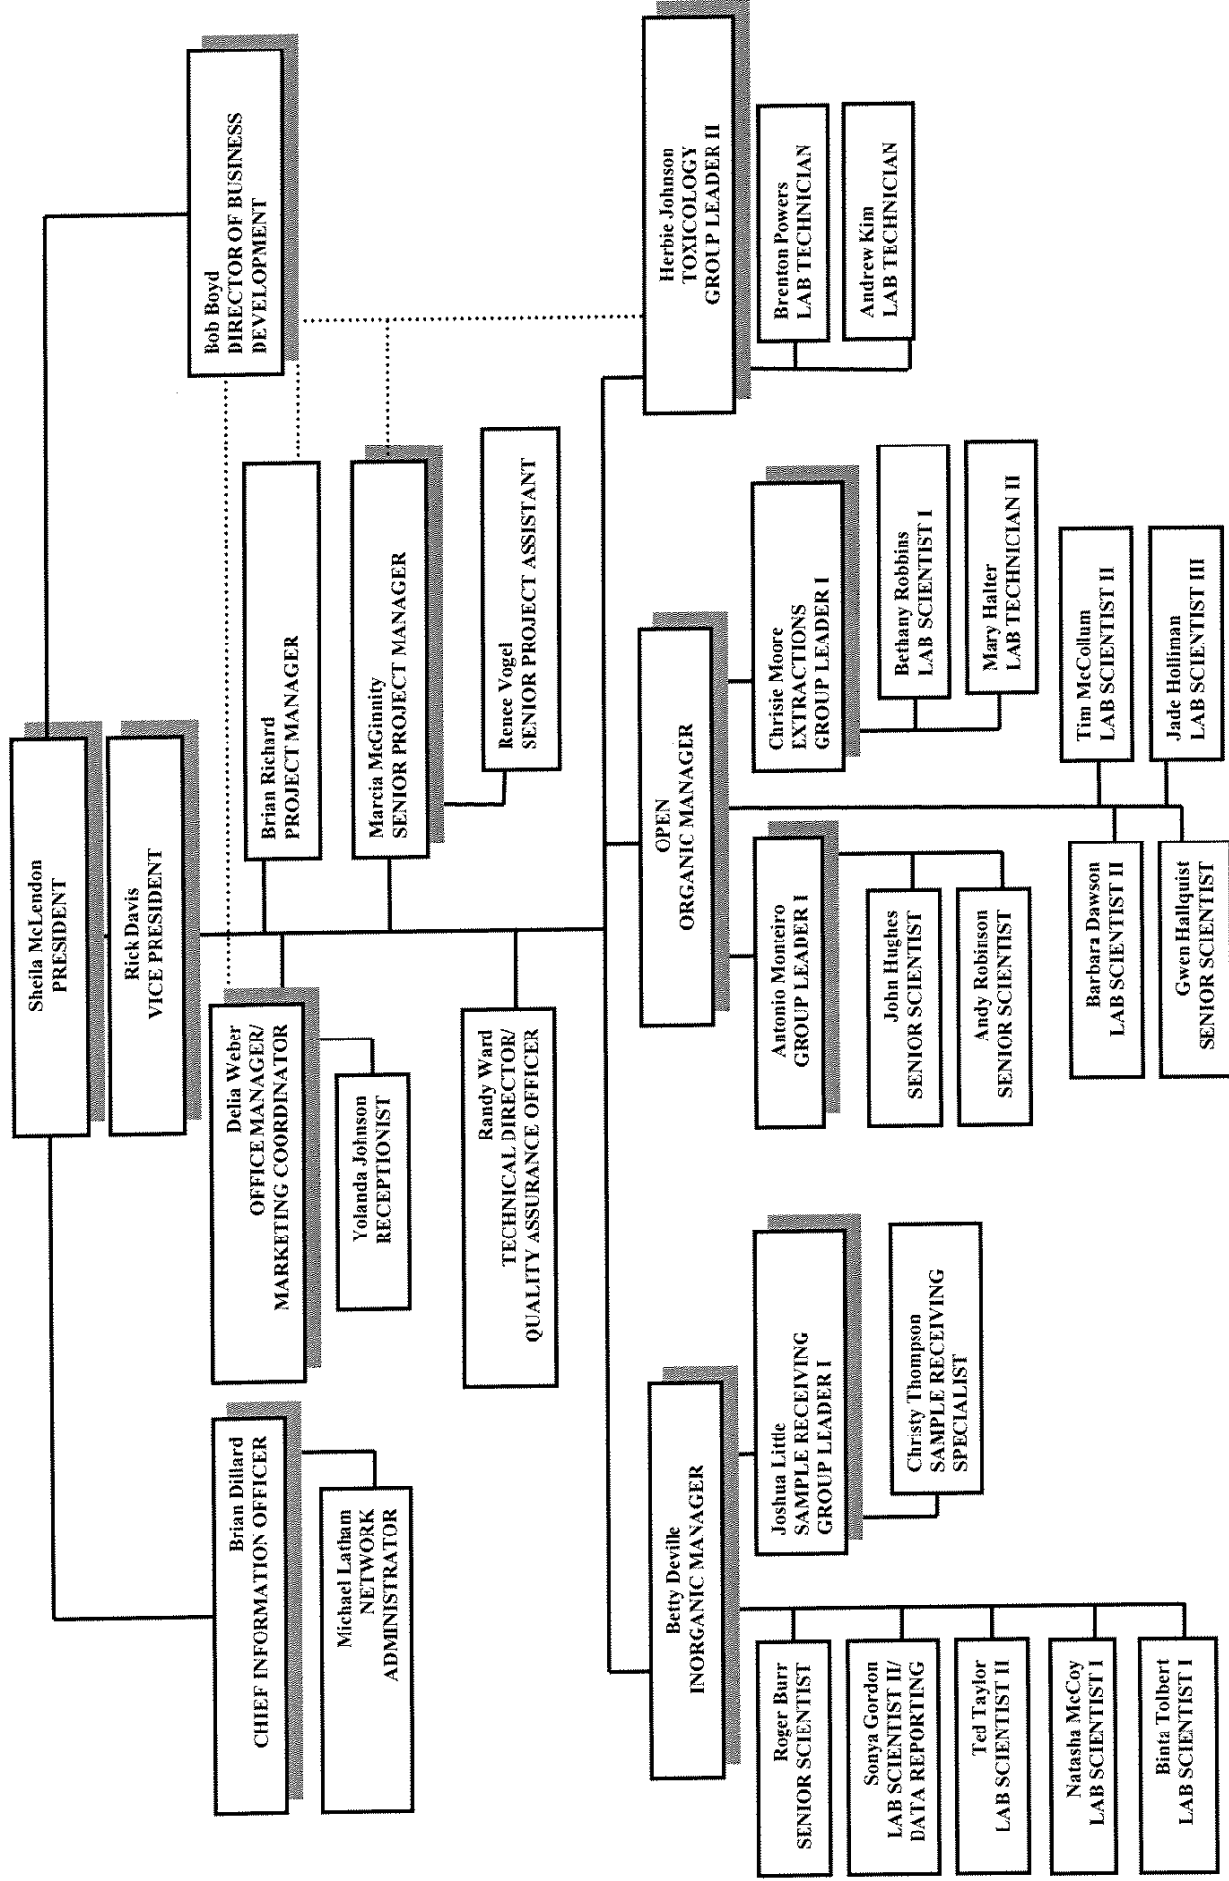 Sheila McLendon
PRESIDENT
Rick Davis
VICE PRESIDENT
Brian Dillard
CHIEF INFORMATION OFFICER
Michael Latham
NETWORK
ADMINISTRATOR
Delia Weber
OFFICE MANAGER/
MARKETING COORDINATOR
Yolanda Johnson
RECEPTIONIST
Bob Boyd
DIRECTOR OF BUSINESS
DEVELOPMENT
Brian Richard
PROJECT MANAGER
Marcia McGinnity
SENIOR PROJECT MANAGER
Renee Vogel
SENIOR PROJECT ASSISTANT
Randy Ward
TECHNICAL DIRECTOR/
QUALITY ASSURANCE OFFICER
Betty Deville
INORGANIC MANAGER
Roger Burr
SENIOR SCIENTIST
Sonya Gordon
LAB SCIENTIST II/
DATA REPORTING
Ted Taylor
LAB SCIENTIST II
Natasha McCoy
LAB SCIENTIST I
Binta Tolbert
LAB SCIENTIST I
Joshua Little
SAMPLE RECEIVING
GROUP LEADER I
Christy Thompson
SAMPLE RECEIVING
SPECIALIST
OPEN
ORGANIC MANAGER
Antonio Monteiro
GROUP LEADER I
John Hughes
SENIOR SCIENTIST
Andy Robinson
SENIOR SCIENTIST
Chrisie Moore
EXTRACTIONS
GROUP LEADER I
Bethany Robbins
LAB SCIENTIST I
Mary Halter
LAB TECHNICIAN II
Barbara Dawson
LAB SCIENTIST II
Gwen Hallquist
SENIOR SCIENTIST
Tim McCollum
LAB SCIENTIST II
Jade Holliman
LAB SCIENTIST III
Herbie Johnson
TOXICOLOGY
GROUP LEADER II
Brenton Powers
LAB TECHNICIAN
Andrew Kim
LAB TECHNICIAN